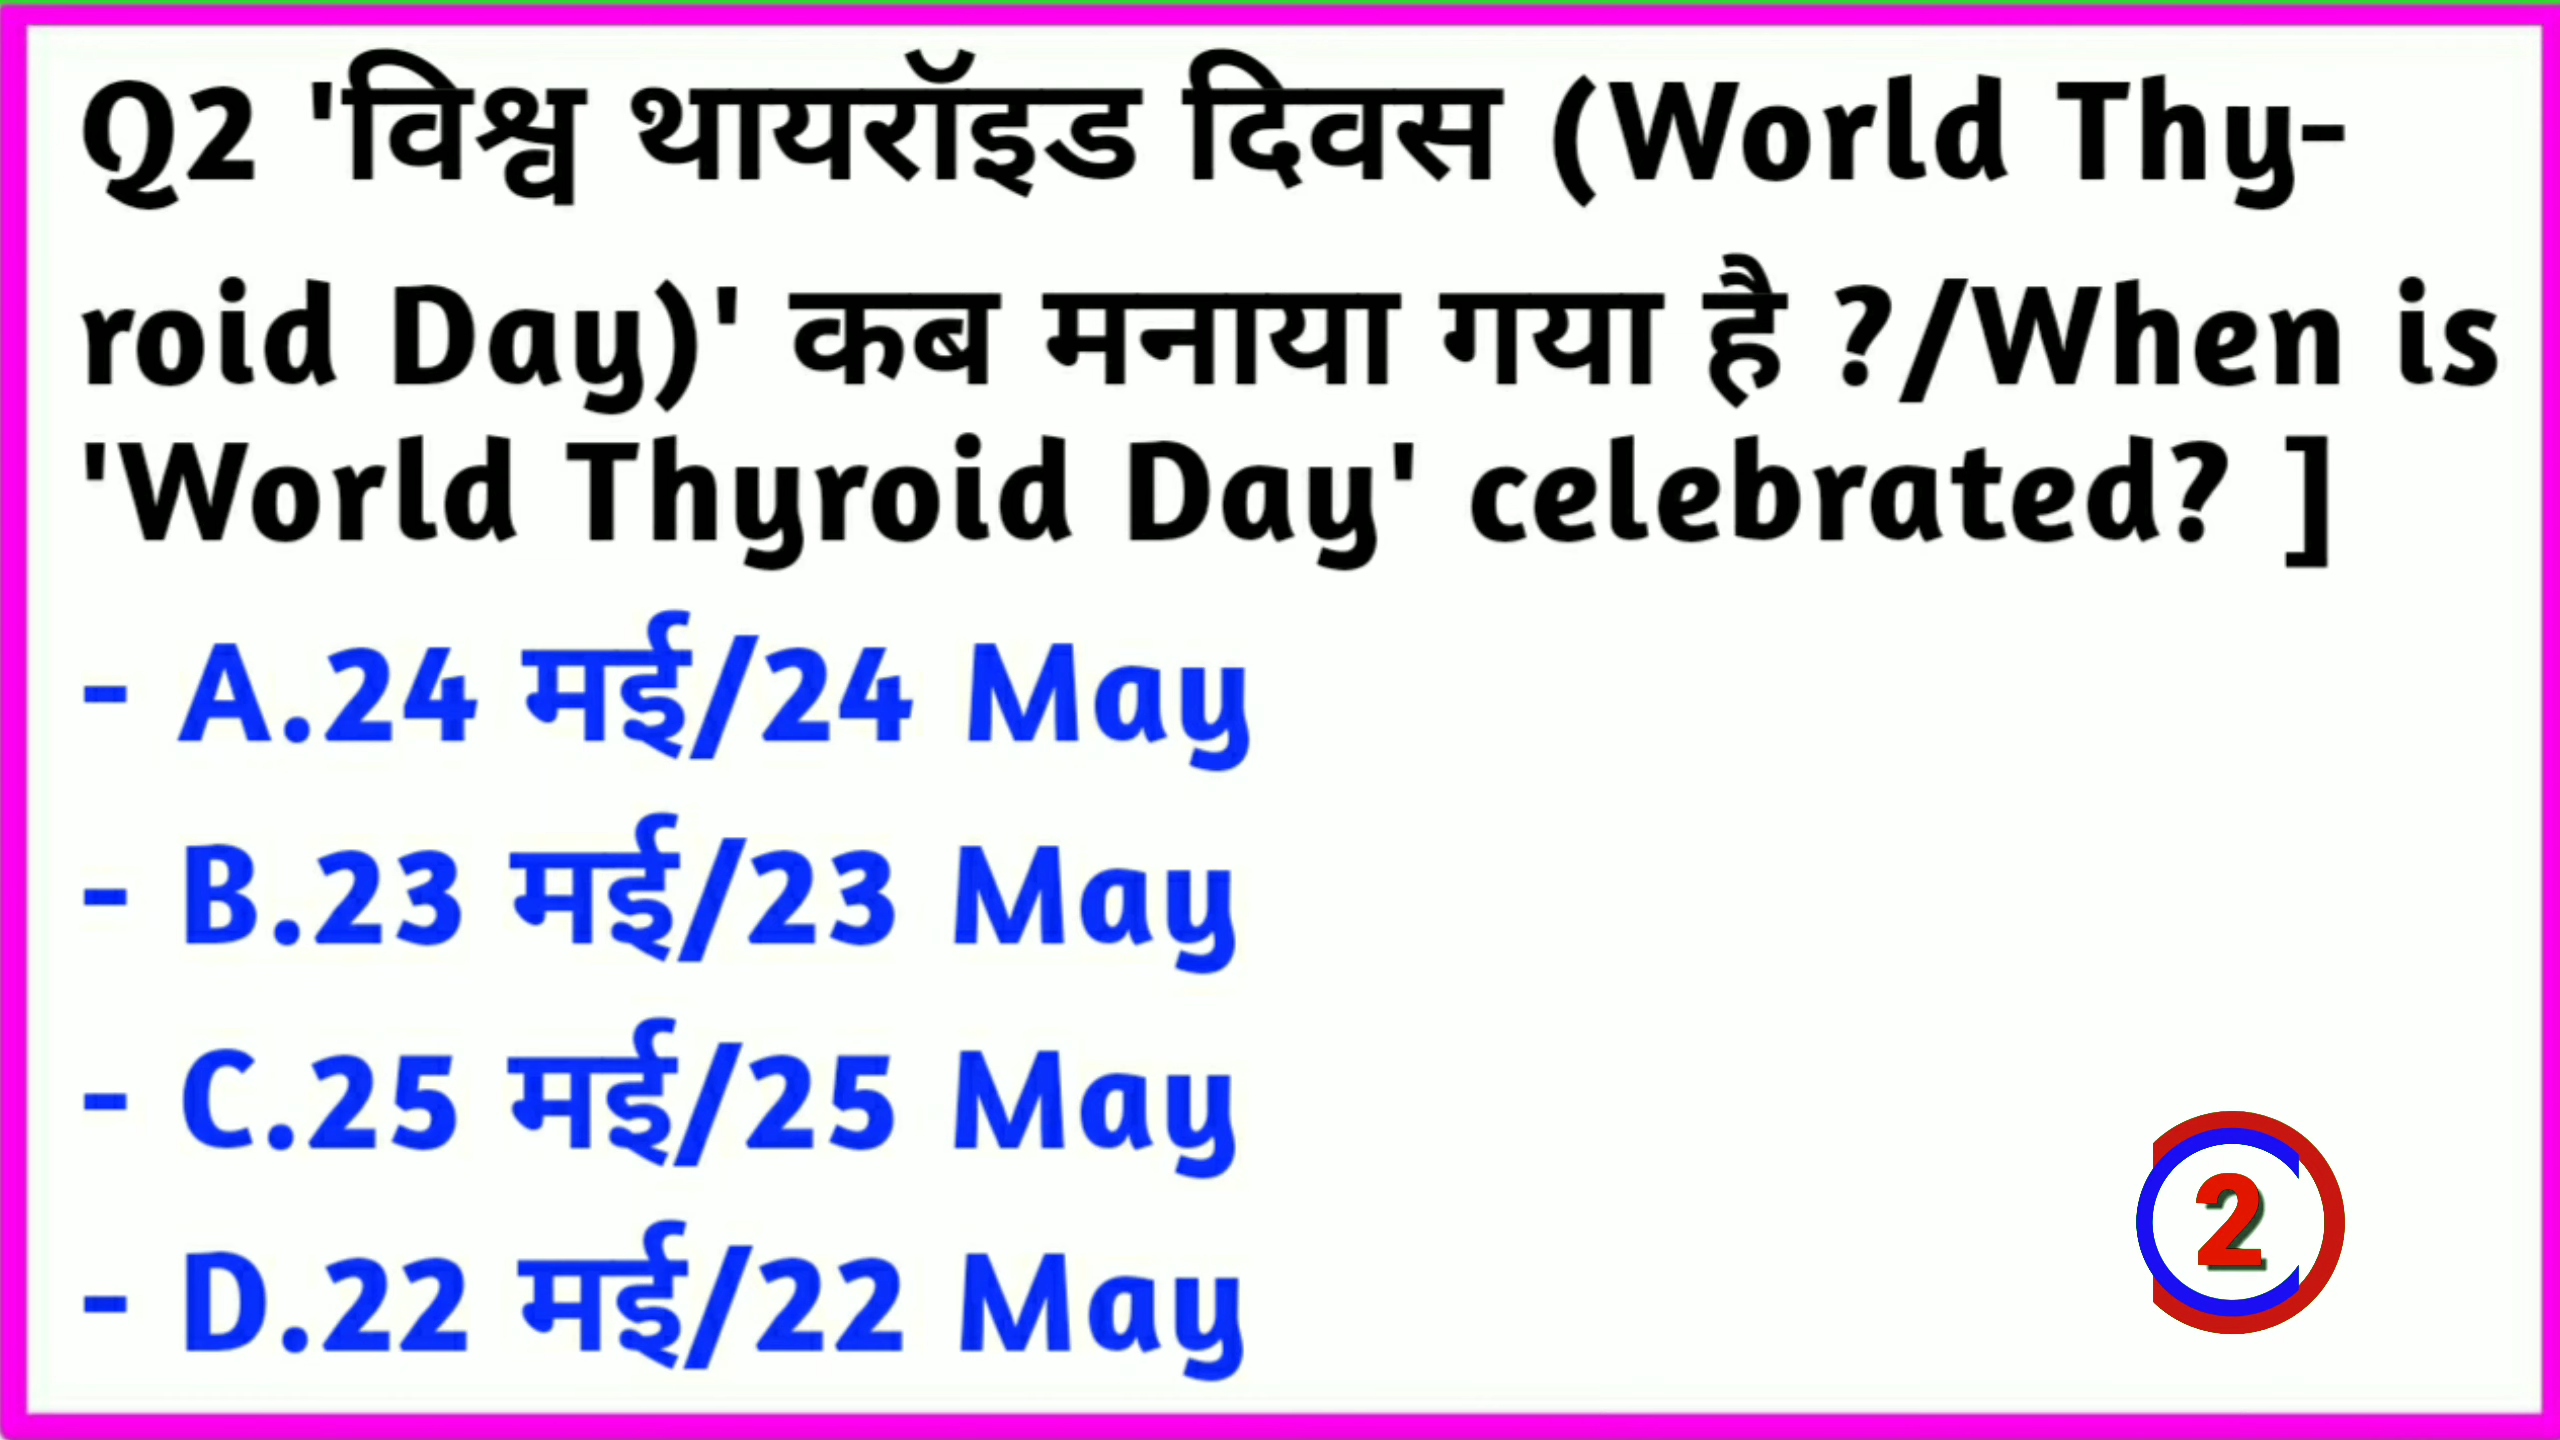 Q2 'विश्व थायरॉइड दिवस (World Thy-
roid Day)' कब मनाया गया है ?/When is
'World Thyroid Day' celebrated? ]
- A.24 मई/24 May
- B.23 मई/23 May
- C.25 मई/25 May
- D.22 मई/22 May
2